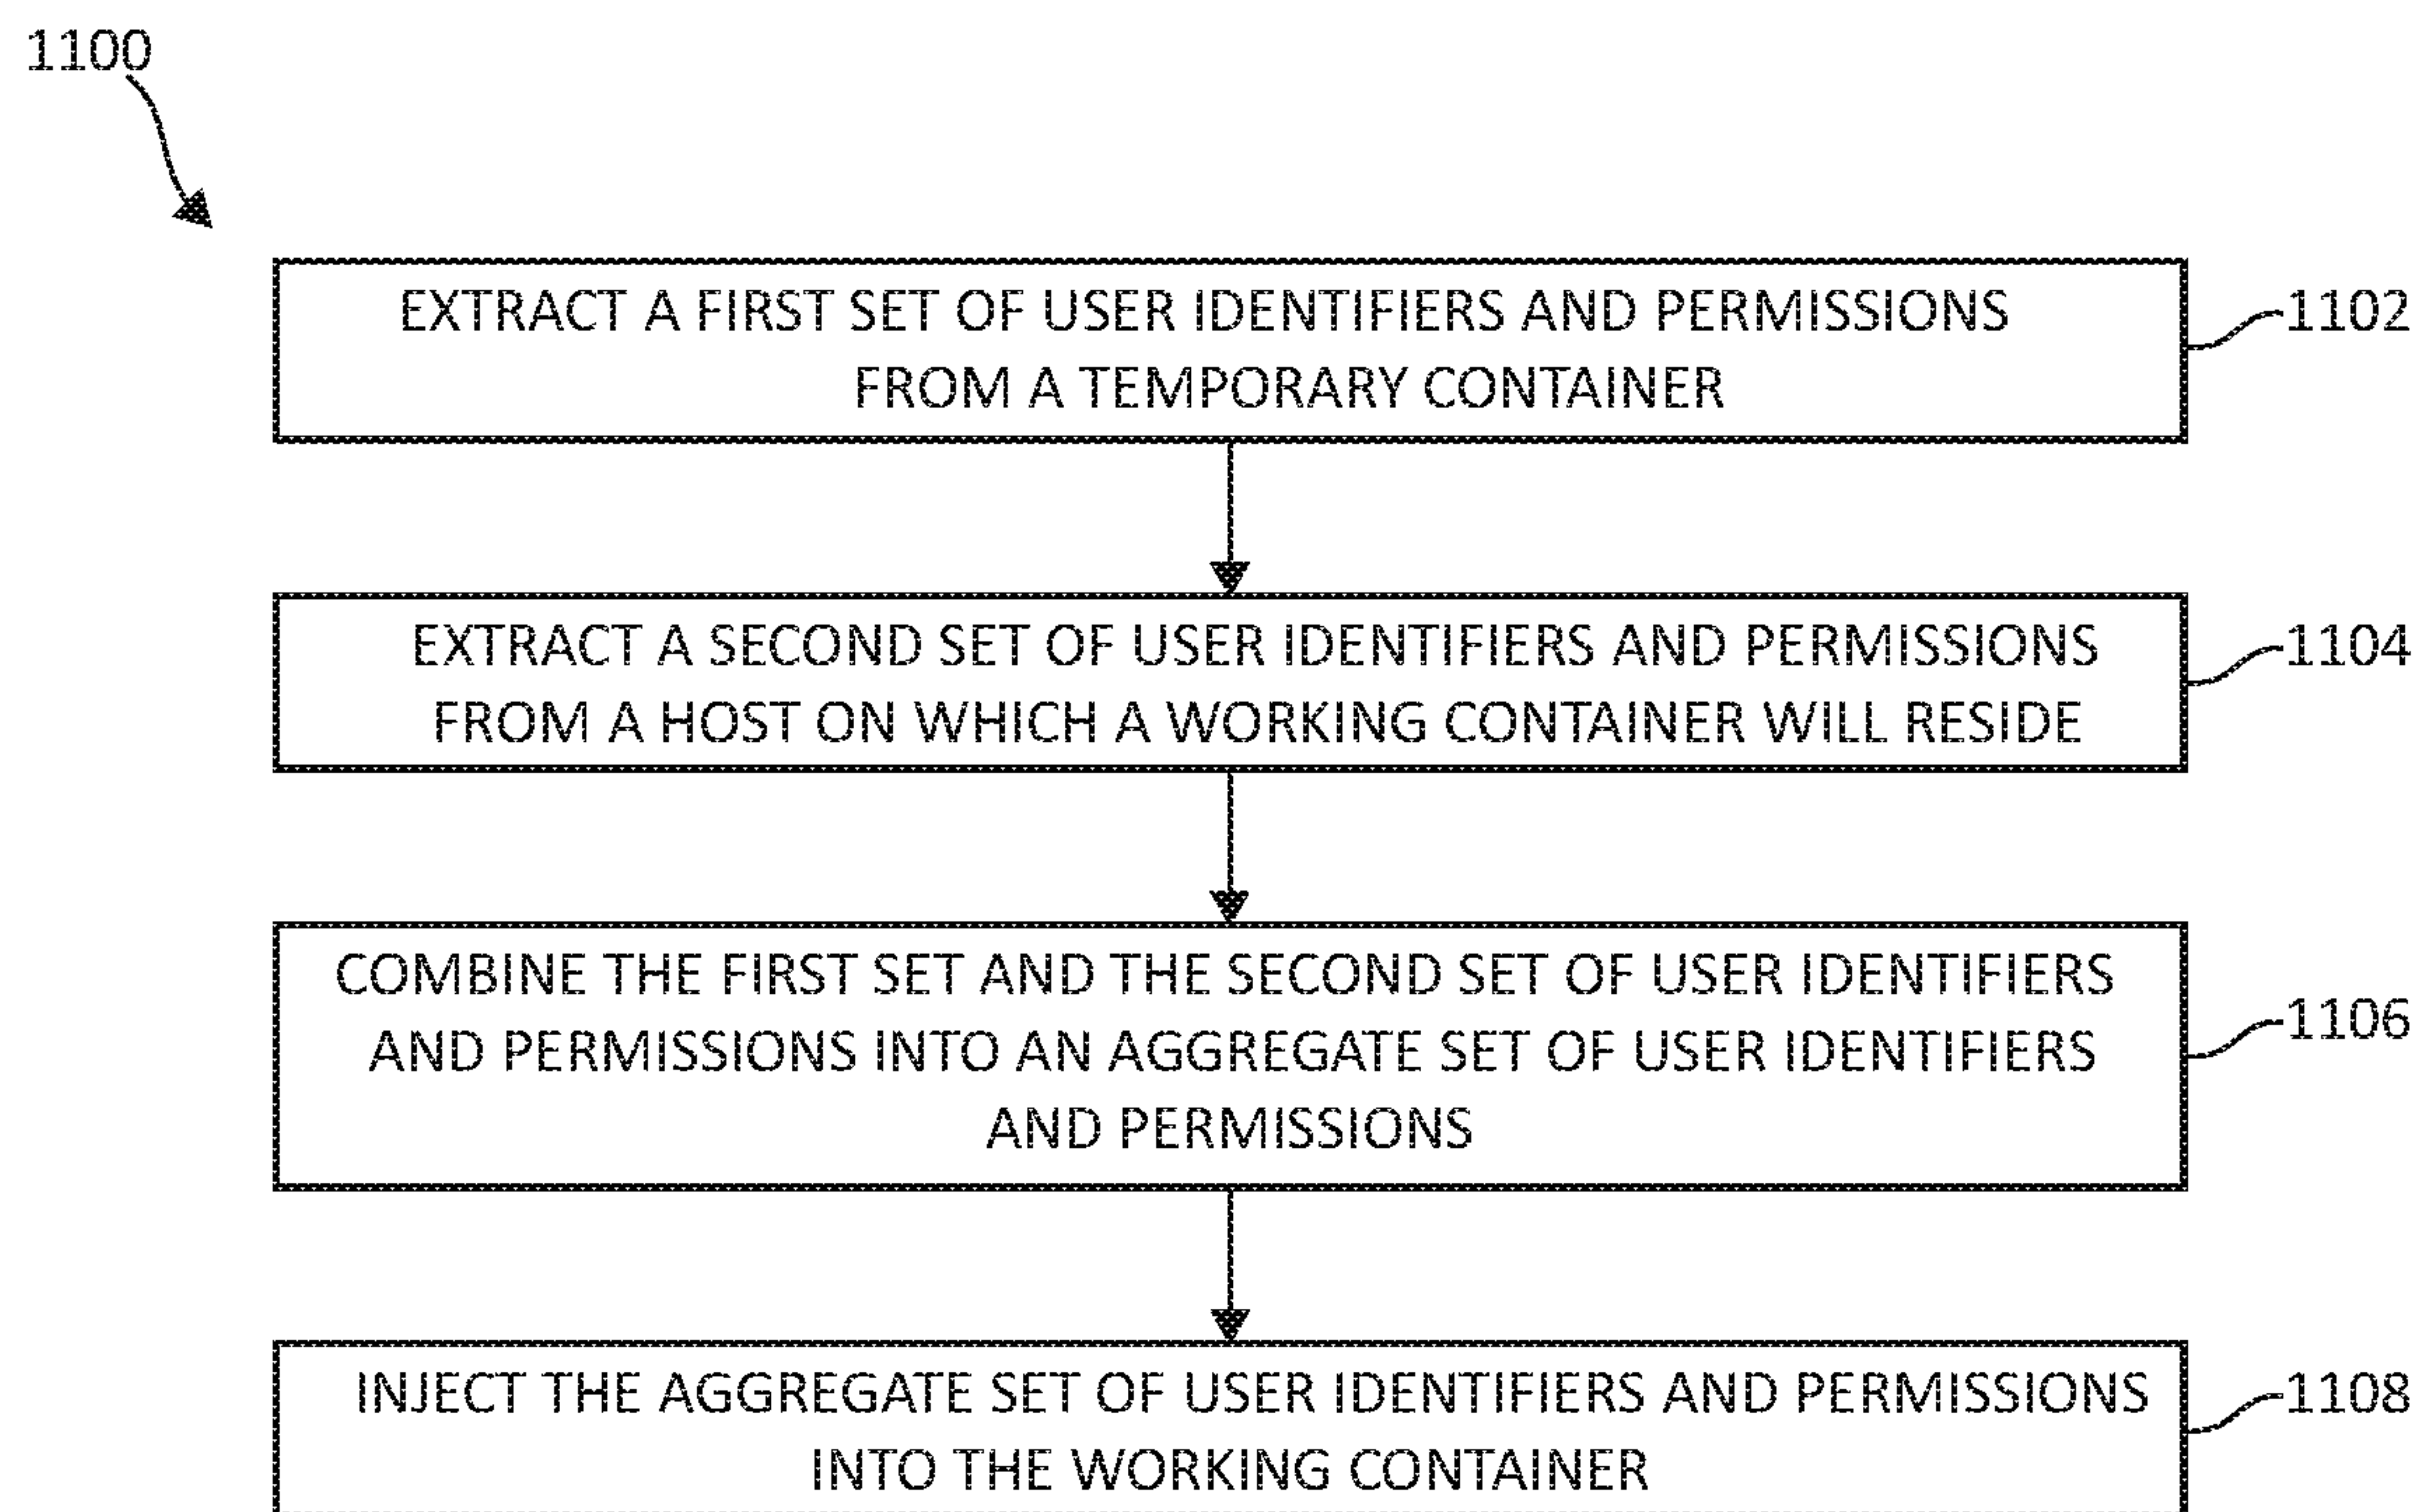 1100
EXTRACT A FIRST SET OF USER IDENTIFIERS AND PERMISSIONS
FROM A TEMPORARY CONTAINER
1102
EXTRACT A SECOND SET OF USER IDENTIFIERS AND PERMISSIONS
FROM A HOST ON WHICH A WORKING CONTAINER WILL RESIDE
1104
COMBINE THE FIRST SET AND THE SECOND SET OF USER IDENTIFIERS
AND PERMISSIONS INTO AN AGGREGATE SET OF USER IDENTIFIERS
AND PERMISSIONS
1106
INJECT THE AGGREGATE SET OF USER IDENTIFIERS AND PERMISSIONS
INTO THE WORKING CONTAINER
1108